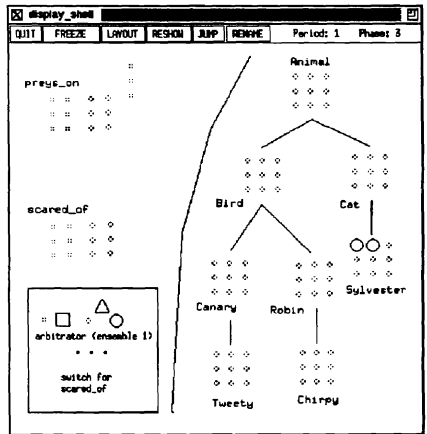 display_shell
QUIT FREEZE LAYOUT RESHOW JUMP RENAME Period: 1 Phase: 3
Animal
preys_on
Bird
Cat
scared_of
Sylvester
Canary
Robin
arbitrator (ensemble 1)
switch for
scared_of
Tweety
Chirpy